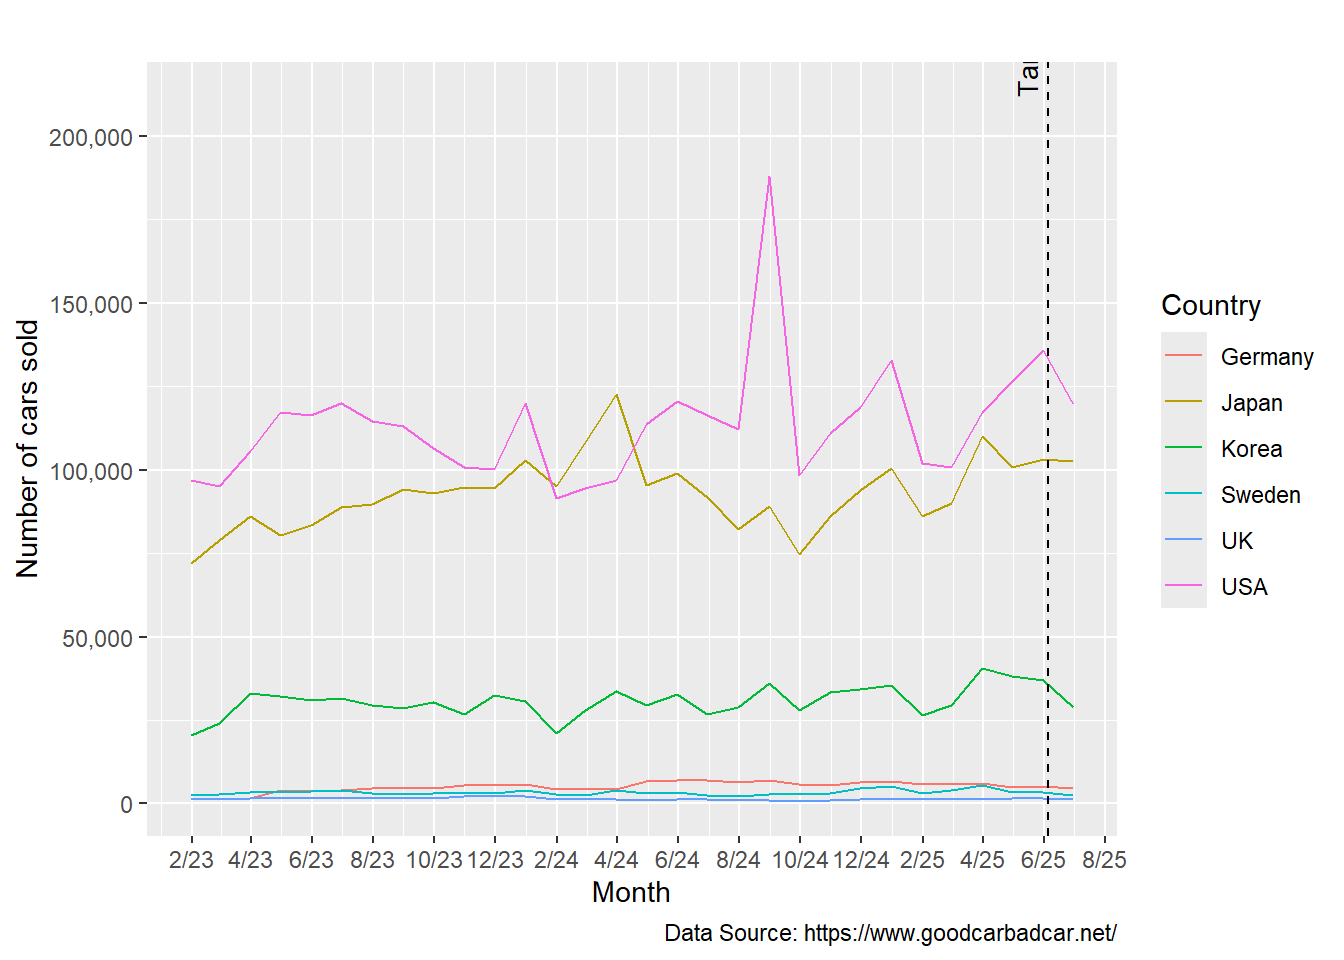 200,000
150,000
100,000
50,000
0
Number of cars sold
2/23 4/23 6/23 8/23 10/23 12/23 2/24 4/24 6/24 8/24 10/24 12/24 2/25 4/25 6/25 8/25
Month
Country
Germany
Japan
Korea
Sweden
UK
USA
Data Source: https://www.goodcarbadcar.net/